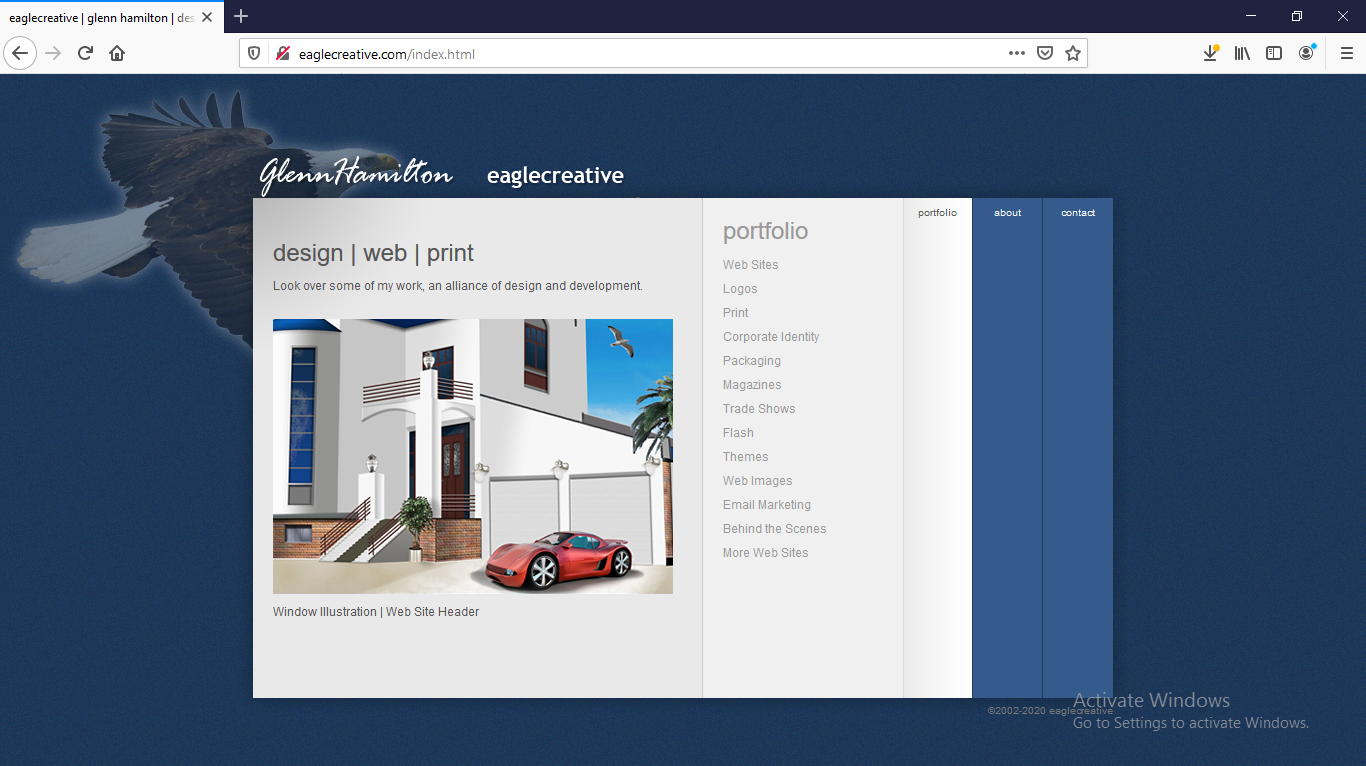 eaglecreative | glenn hamilton | des
eaglecreative.com/index.html
GlennHamilton eaglecreative
portfolio about contact
design | web | print
Look over some of my work, an alliance of design and development.
Window Illustration | Web Site Header
portfolio
Web Sites
Logos
Print
Corporate Identity
Packaging
Magazines
Trade Shows
Flash
Themes
Web Images
Email Marketing
Behind the Scenes
More Web Sites
©2002-2020 eaglecreative
Activate Windows
Go to Settings to activate Windows.